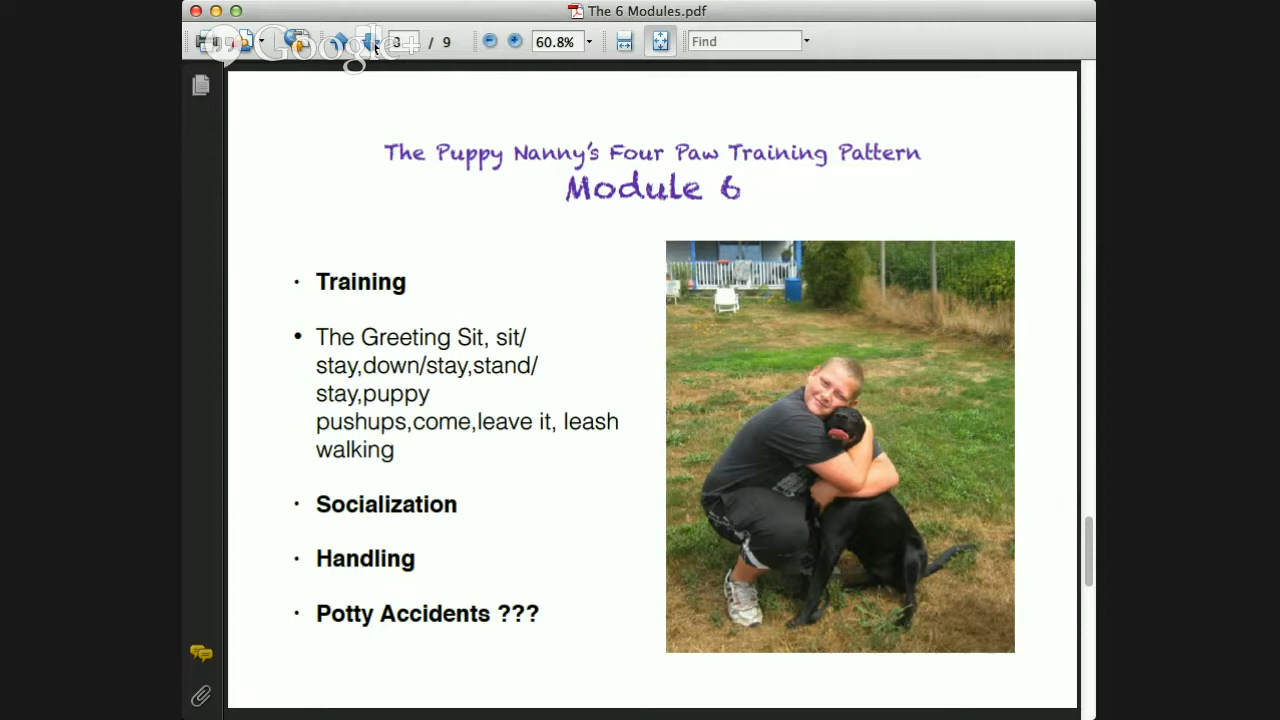 The 6 Modules.pdf
Google+
8 / 9
60.8%
Find
The Puppy Nanny's Four Paw Training Pattern
Module 6
• Training
• The Greeting Sit, sit/
stay,down/stay,stand/
stay,puppy
pushups,come,leave it, leash
walking
• Socialization
• Handling
• Potty Accidents ???